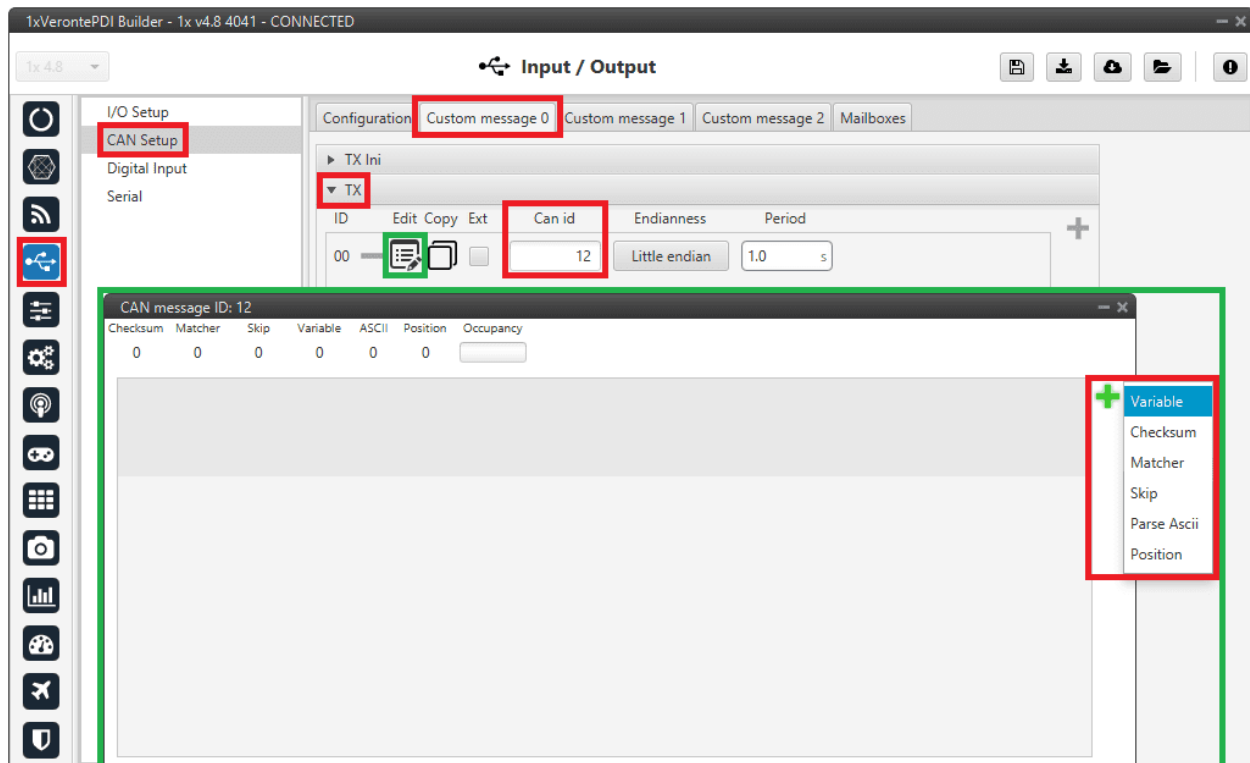 1xVerontePDI Builder - 1x v4.8 4041 - CONNECTED
1x 4.8
Input / Output
I/O Setup
CAN Setup
Digital Input
Serial
Configuration Custom message 0 Custom message 1 Custom message 2 Mailboxes
TX Ini
TX
ID Edit Copy Ext Can id Endianness Period
00 12 Little endian 1.0 s
CAN message ID: 12
Checksum Matcher Skip Variable ASCII Position Occupancy
0 0 0 0 0 0
Variable
Checksum
Matcher
Skip
Parse Ascii
Position